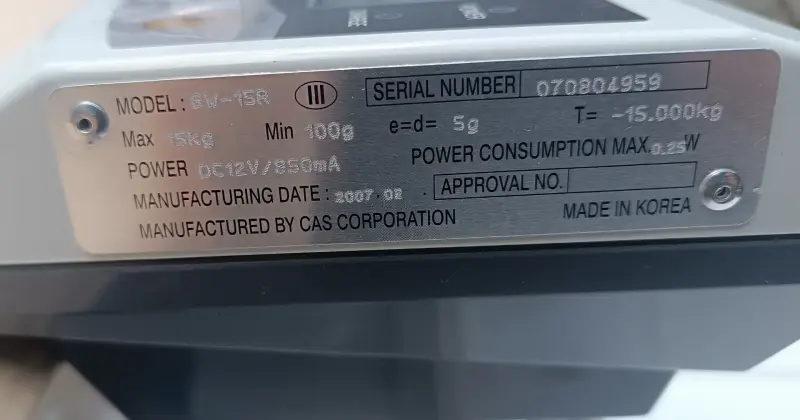 MODEL : SW-15R III SERIAL NUMBER 070804959
Max 15kg Min 100g e=d= 5g T= -15.000kg
POWER DC12V/850mA POWER CONSUMPTION MAX.0.25W
MANUFACTURING DATE : 2007.02. APPROVAL NO.
MANUFACTURED BY CAS CORPORATION MADE IN KOREA